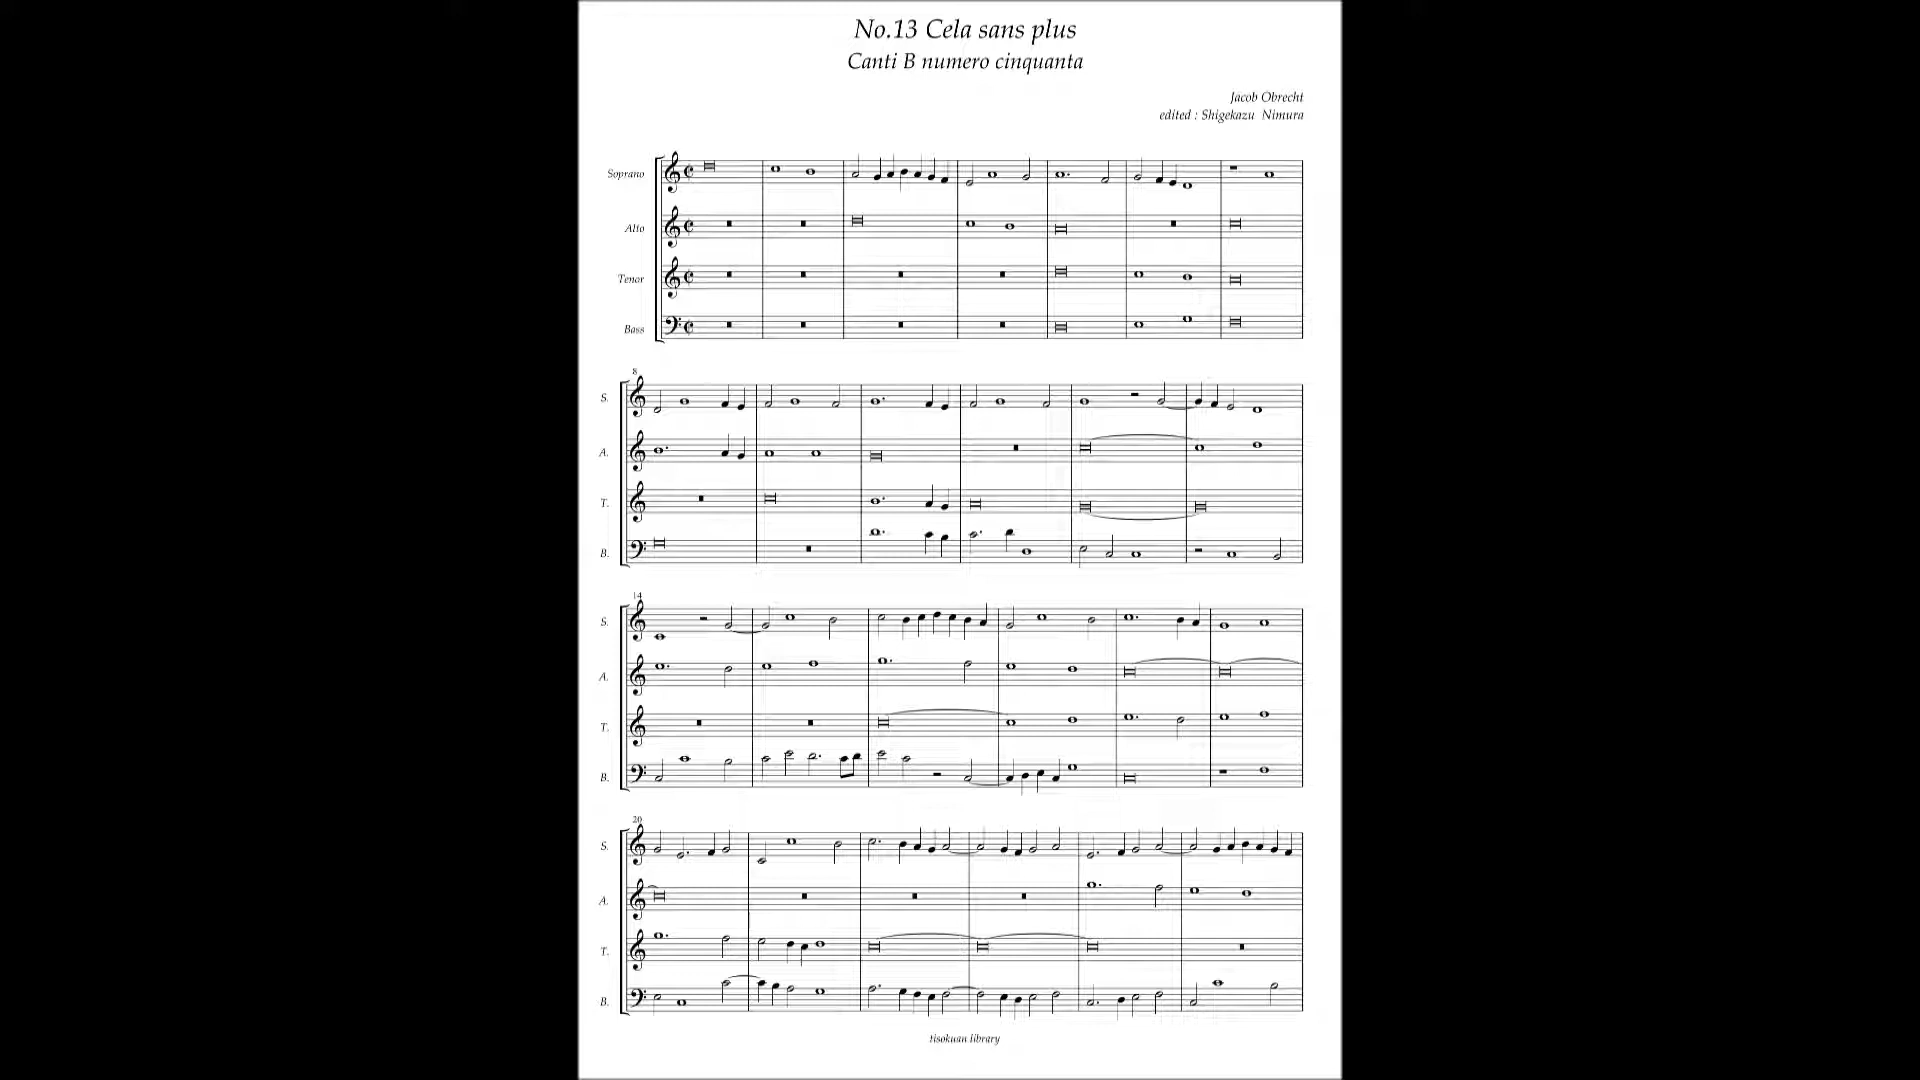 No.13 Cela sans plus
Canti B numero cinquanta
Jacob Obrecht
edited : Shigekazu Nimura
Soprano
Alto
Tenor
Bass
8
S.
A.
T.
B.
14
S.
A.
T.
B.
20
S.
A.
T.
B.
tisokuan library